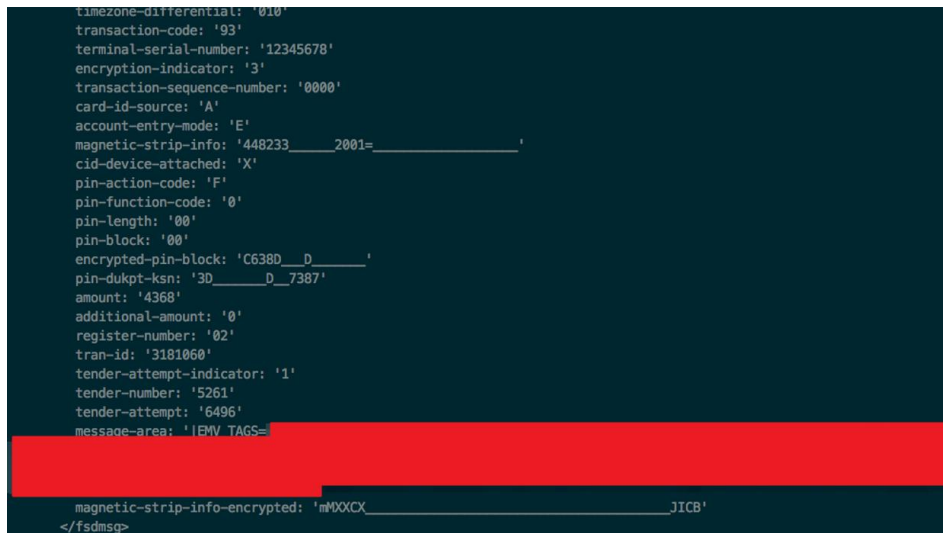 timezone-differential: '010'
transaction-code: '93'
terminal-serial-number: '12345678'
encryption-indicator: '3'
transaction-sequence-number: '0000'
card-id-source: 'A'
account-entry-mode: 'E'
magnetic-strip-info: '448233______2001=___________________'
cid-device-attached: 'X'
pin-action-code: 'F'
pin-function-code: '0'
pin-length: '00'
pin-block: '00'
encrypted-pin-block: 'C638D___D_______'
pin-dukpt-ksn: '3D_______D__7387'
amount: '4368'
additional-amount: '0'
register-number: '02'
tran-id: '3181060'
tender-attempt-indicator: '1'
tender-number: '5261'
tender-attempt: '6496'
message-area: '|EMV_TAGS=
magnetic-strip-info-encrypted: 'mMXXCX________________________________________JICB'
</fsdmsg>